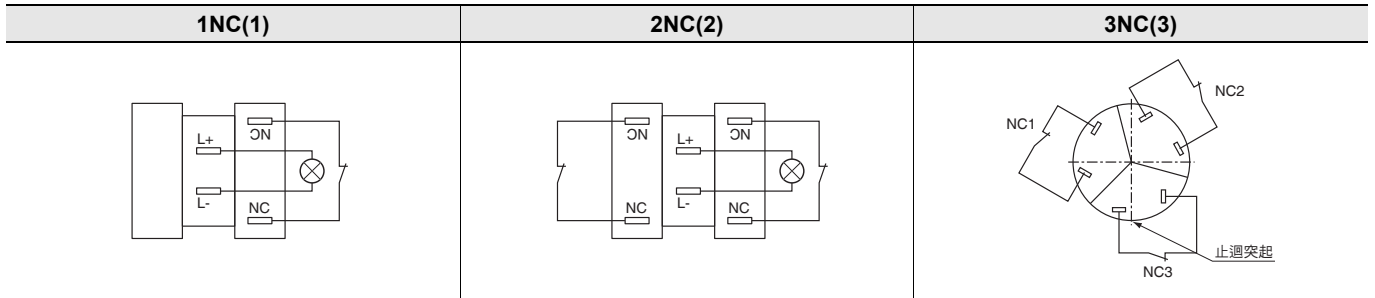 1NC(1)
2NC(2)
3NC(3)
L+
NC
L-
NC
NC
NC
L+
L-
NC
NC
NC1
NC2
NC3
止迴突起